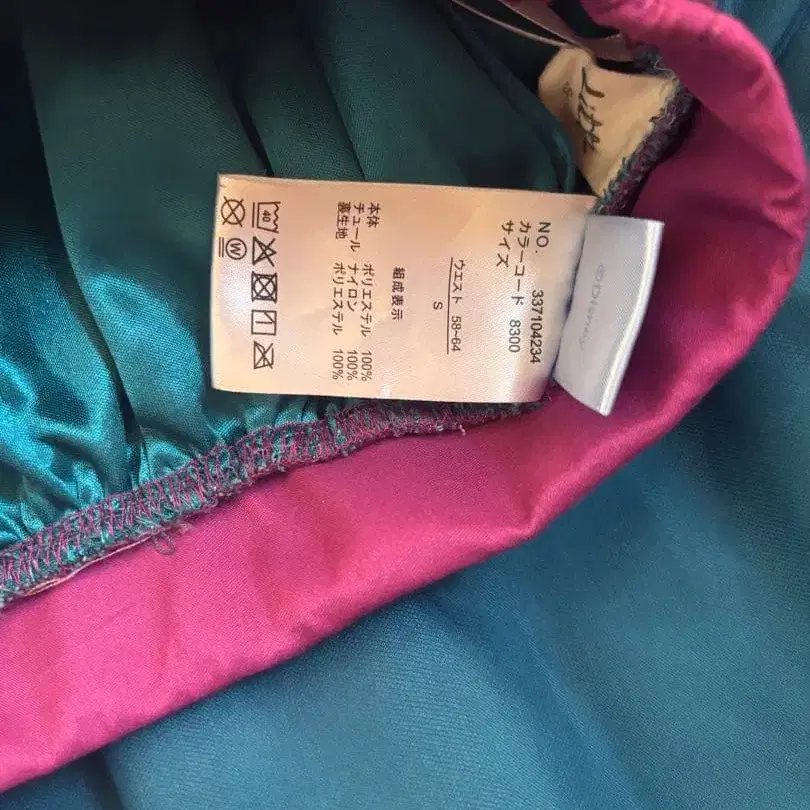 NO. 337104234
カラーコード 8300
サイズ
ウエスト 58~64
S
組成表示
本体 ポリエステル 100%
チュール ナイロン 100%
裏生地 ポリエステル 100%
40
W
©Disney